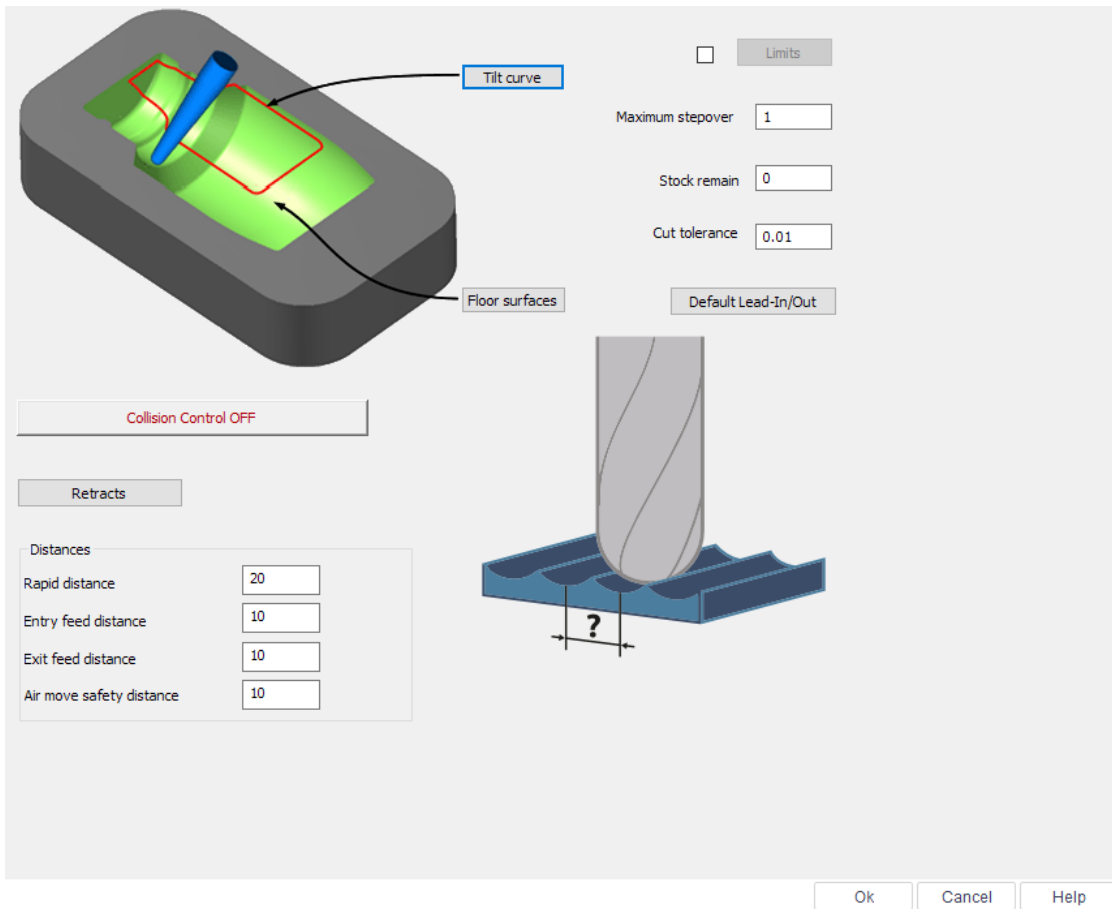 Limits
Tilt curve
Maximum stepover 1
Stock remain 0
Cut tolerance 0.01
Floor surfaces
Default Lead-In/Out
Collision Control OFF
Retracts
Distances
Rapid distance 20
Entry feed distance 10
Exit feed distance 10
Air move safety distance 10
?
Ok Cancel Help